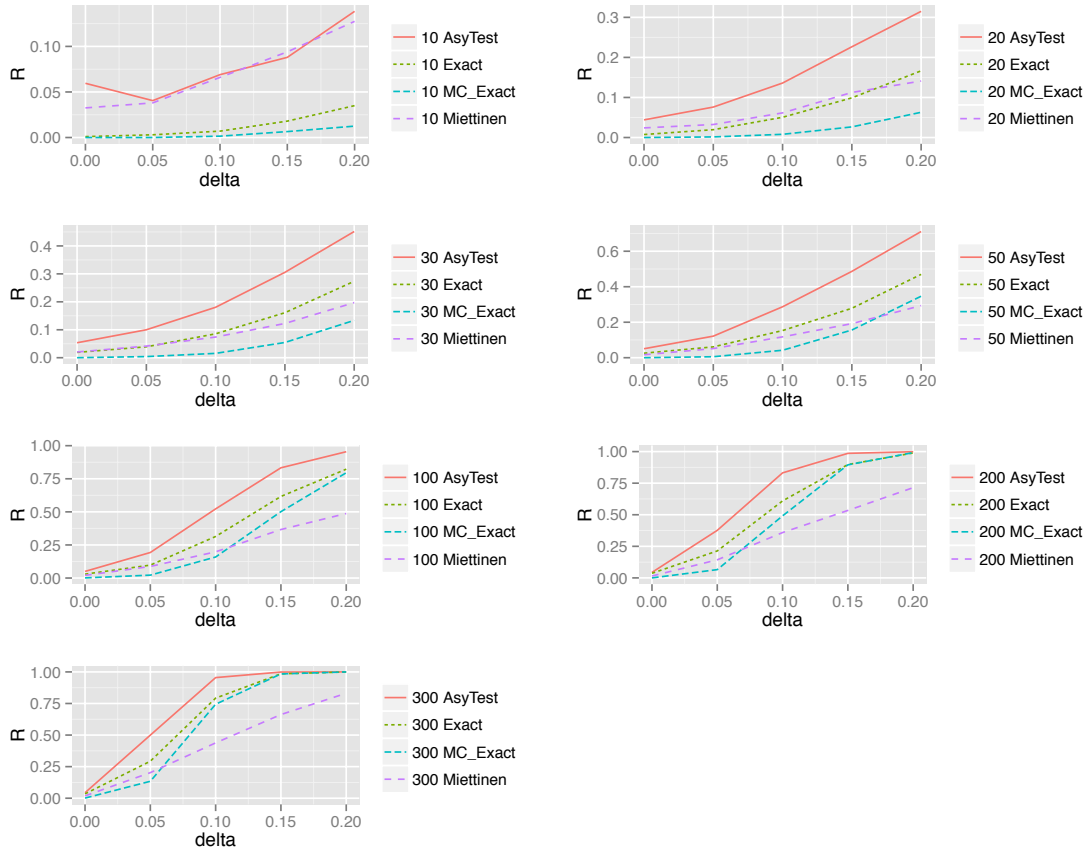 R
0.10
0.05
0.00
0.00 0.05 0.10 0.15 0.20
delta
10 AsyTest
10 Exact
10 MC_Exact
10 Miettinen
R
0.3
0.2
0.1
0.0
0.00 0.05 0.10 0.15 0.20
delta
20 AsyTest
20 Exact
20 MC_Exact
20 Miettinen
R
0.4
0.3
0.2
0.1
0.0
0.00 0.05 0.10 0.15 0.20
delta
30 AsyTest
30 Exact
30 MC_Exact
30 Miettinen
R
0.6
0.4
0.2
0.0
0.00 0.05 0.10 0.15 0.20
delta
50 AsyTest
50 Exact
50 MC_Exact
50 Miettinen
R
1.00
0.75
0.50
0.25
0.00
0.00 0.05 0.10 0.15 0.20
delta
100 AsyTest
100 Exact
100 MC_Exact
100 Miettinen
R
1.00
0.75
0.50
0.25
0.00
0.00 0.05 0.10 0.15 0.20
delta
200 AsyTest
200 Exact
200 MC_Exact
200 Miettinen
R
1.00
0.75
0.50
0.25
0.00
0.00 0.05 0.10 0.15 0.20
delta
300 AsyTest
300 Exact
300 MC_Exact
300 Miettinen